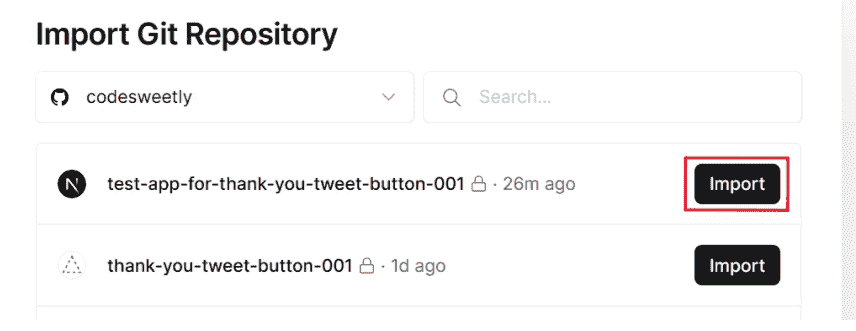 Import Git Repository
codesweetly Search...
test-app-for-thank-you-tweet-button-001 · 26m ago Import
thank-you-tweet-button-001 · 1d ago Import